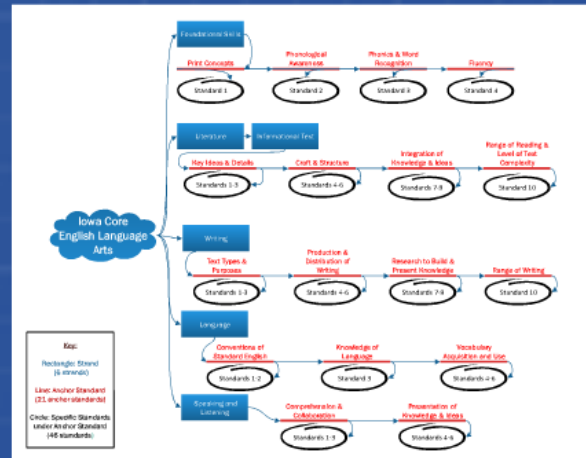 Foundational Skills
Print Concepts
Phonological
Awareness
Phonics & Word
Recognition
Fluency
Standard 1
Standard 2
Standard 3
Standard 4
Literature
Informational Text
Key Ideas & Details
Craft & Structure
Integration of
Knowledge & Ideas
Range of Reading &
Level of Text
Complexity
Standards 1-3
Standards 4-6
Standards 7-9
Standard 10
Iowa Core
English Language
Arts
Writing
Text Types &
Purposes
Production &
Distribution of
Writing
Research to Build &
Present Knowledge
Range of Writing
Standards 1-3
Standards 4-6
Standards 7-9
Standard 10
Language
Conventions of
Standard English
Knowledge of
Language
Vocabulary
Acquisition and Use
Standards 1-2
Standard 3
Standards 4-6
Speaking and
Listening
Comprehension &
Collaboration
Presentation of
Knowledge & Ideas
Standards 1-3
Standards 4-6
Key:
Rectangle: Strand
(6 strands)
Line: Anchor Standard
(21 anchor standards)
Circle: Specific Standards
under Anchor Standard
(46 standards)